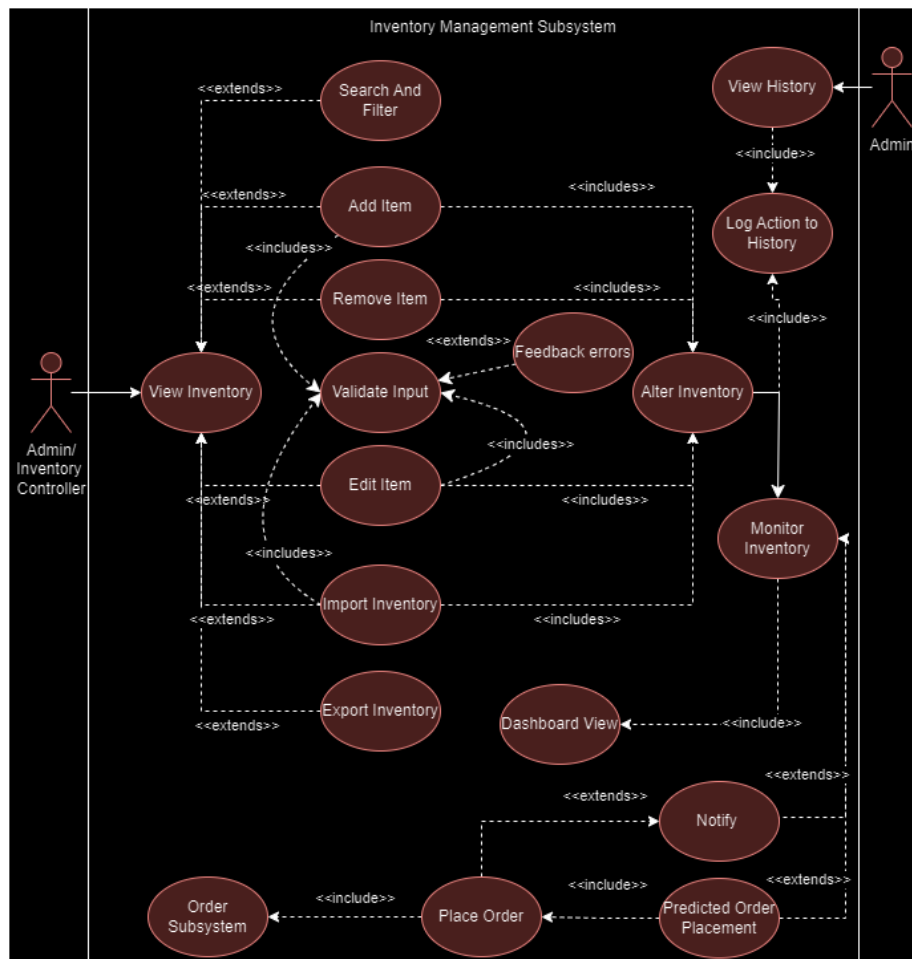 Inventory Management Subsystem
Search And
Filter
<<extends>>
View History
Admin
<<include>>
Add Item
<<extends>>
<<includes>>
<<includes>>
Log Action to
History
Remove Item
<<extends>>
<<includes>>
<<include>>
<<extends>>
Feedback errors
View Inventory
Validate Input
Alter Inventory
Admin/
Inventory
Controller
<<includes>>
Edit Item
<<extends>>
<<includes>>
Monitor
Inventory
<<includes>>
Import Inventory
<<extends>>
<<includes>>
Export Inventory
<<extends>>
Dashboard View
<<include>>
<<extends>>
<<extends>>
Notify
<<extends>>
Order
Subsystem
<<include>>
Place Order
<<include>>
Predicted Order
Placement